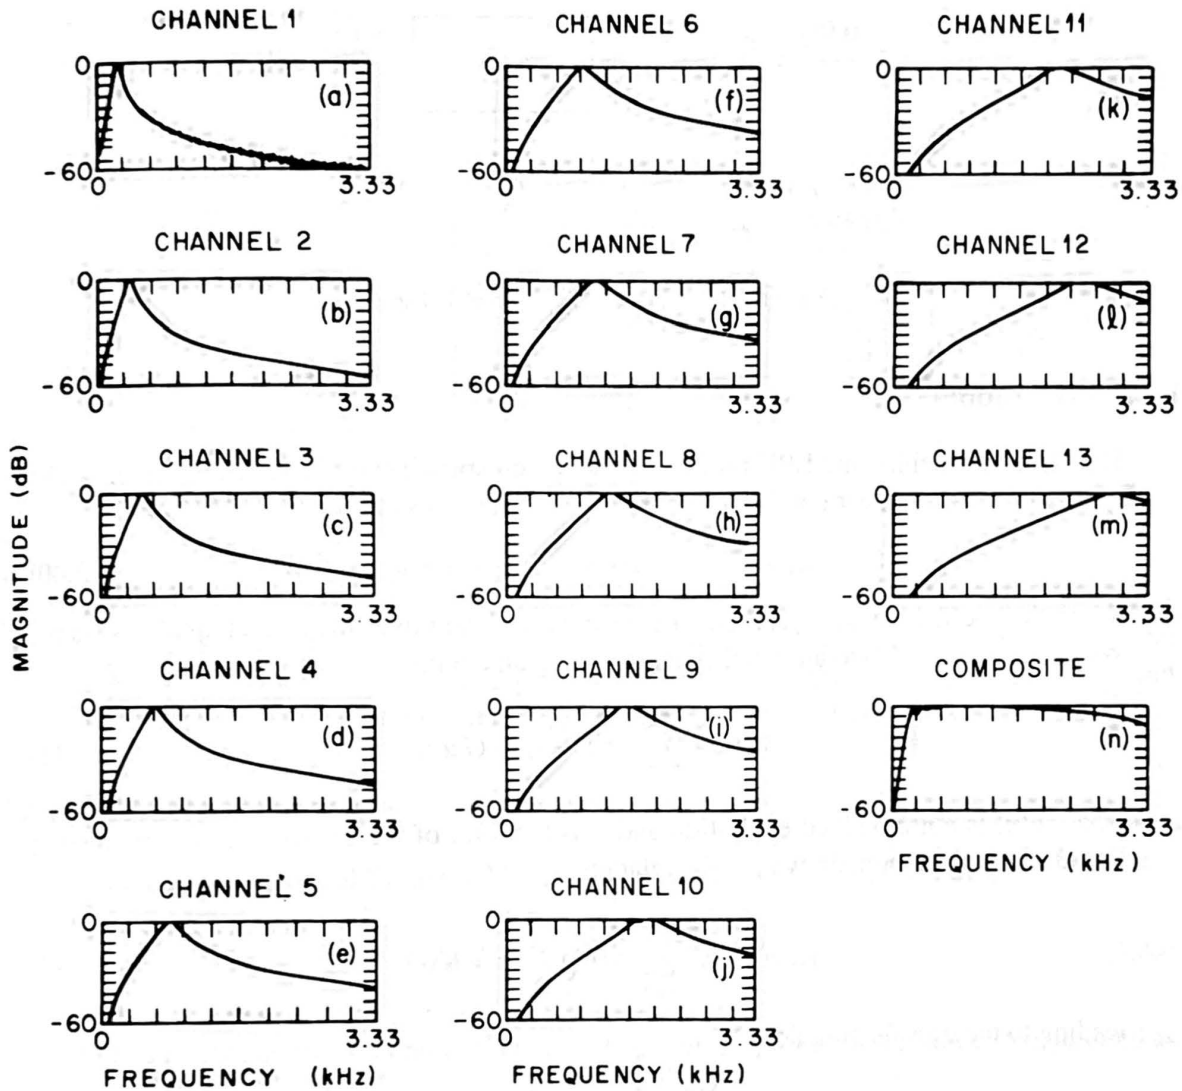 CHANNEL 1
0
(a)
-60
0
3.33
CHANNEL 2
0
(b)
-60
0
3.33
CHANNEL 3
0
(c)
-60
0
3.33
CHANNEL 4
0
(d)
-60
0
3.33
CHANNEL 5
0
(e)
-60
0
3.33
FREQUENCY (kHz)
MAGNITUDE (dB)
CHANNEL 6
0
(f)
-60
0
3.33
CHANNEL 7
0
(g)
-60
0
3.33
CHANNEL 8
0
(h)
-60
0
3.33
CHANNEL 9
0
(i)
-60
0
3.33
CHANNEL 10
0
(j)
-60
0
3.33
FREQUENCY (kHz)
CHANNEL 11
0
(k)
-60
0
3.33
CHANNEL 12
0
(l)
-60
0
3.33
CHANNEL 13
0
(m)
-60
0
3.33
COMPOSITE
0
(n)
-60
0
3.33
FREQUENCY (kHz)